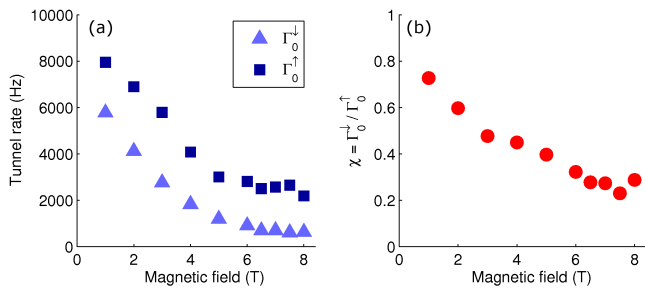 (a)
Γ₀↓
Γ₀↑
10000
8000
6000
4000
2000
0
Tunnel rate (Hz)
0 2 4 6 8
Magnetic field (T)
(b)
1
0.8
0.6
0.4
0.2
0
χ = Γ₀↓ / Γ₀↑
0 2 4 6 8
Magnetic field (T)